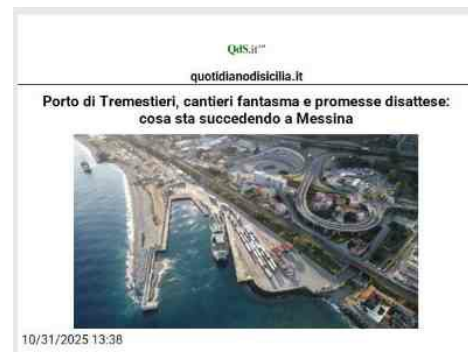 QdS.it
quotidianodisicilia.it
Porto di Tremestieri, cantieri fantasma e promesse disattese:
cosa sta succedendo a Messina
10/31/2025 13:38